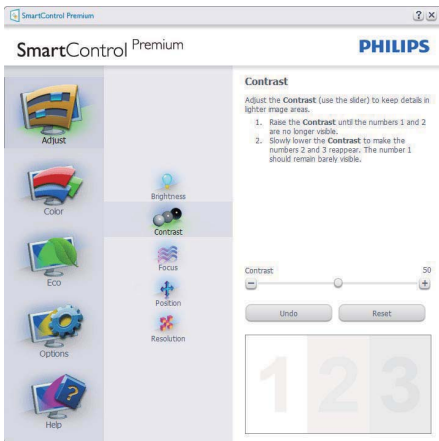 SmartControl Premium
? ×
SmartControl Premium
PHILIPS
Adjust
Color
Eco
Options
Help
Brightness
Contrast
Focus
Position
Resolution
Contrast
Adjust the Contrast (use the slider) to keep details in
lighter image areas.
1. Raise the Contrast until the numbers 1 and 2
are no longer visible.
2. Slowly lower the Contrast to make the
numbers 2 and 3 reappear. The number 1
should remain barely visible.
Contrast 50
Undo Reset
1 2 3